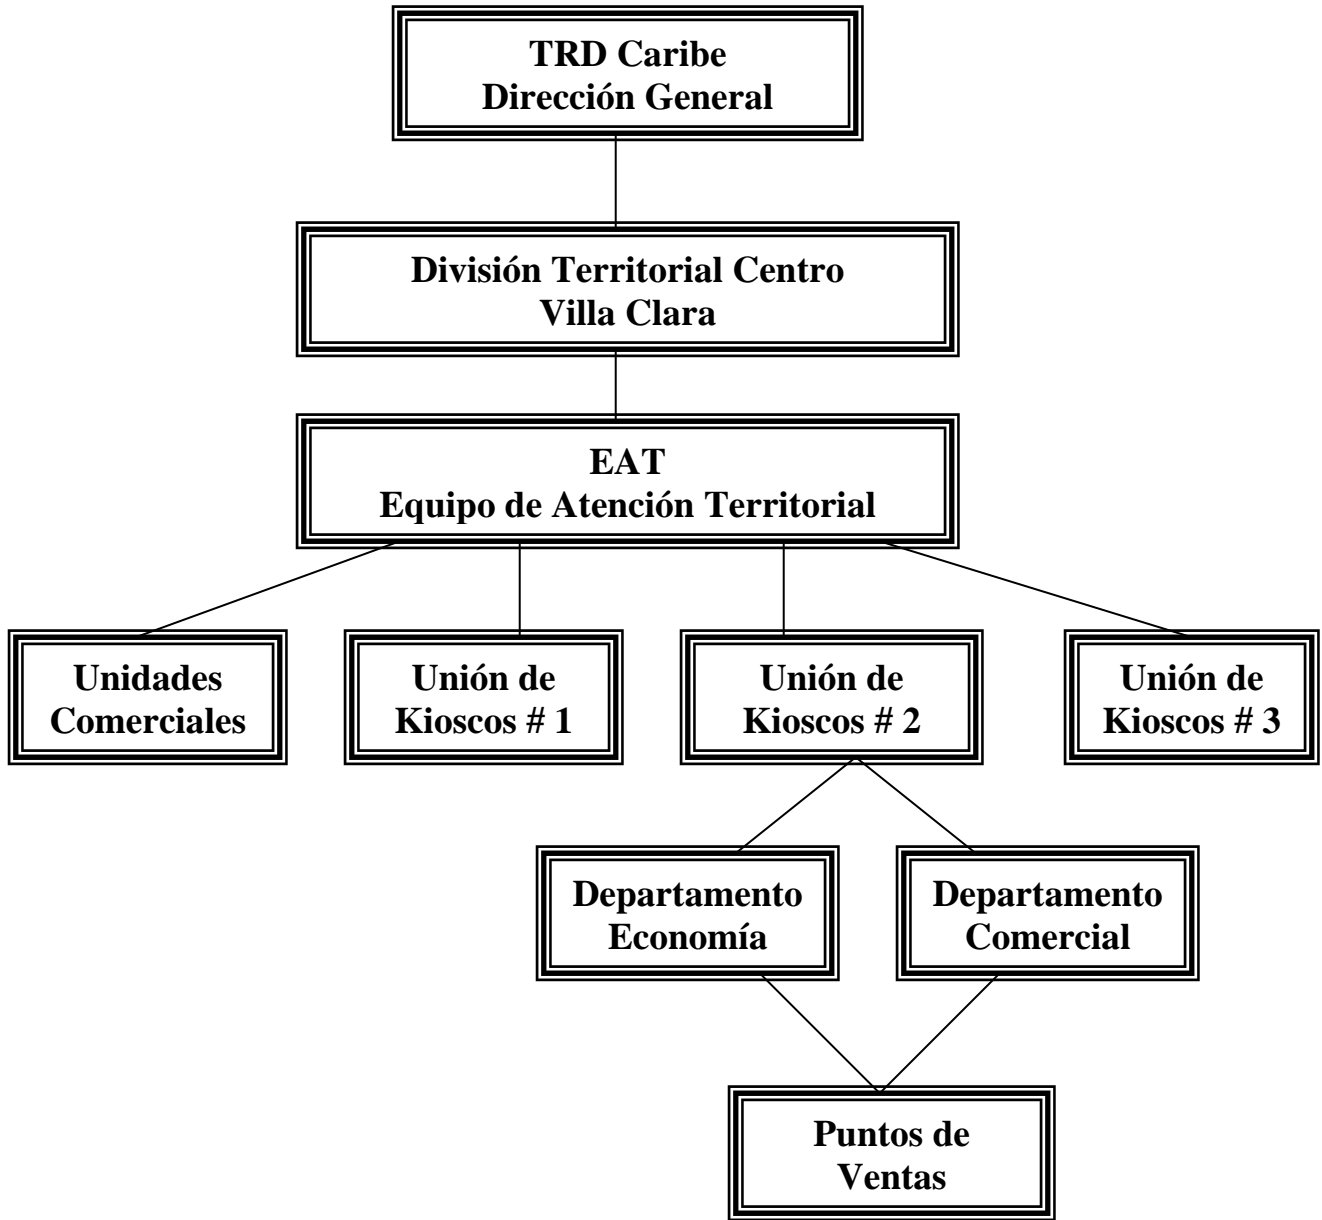 TRD Caribe
Dirección General
División Territorial Centro
Villa Clara
EAT
Equipo de Atención Territorial
Unidades
Comerciales
Unión de
Kioscos # 1
Unión de
Kioscos # 2
Unión de
Kioscos # 3
Departamento
Economía
Departamento
Comercial
Puntos de
Ventas